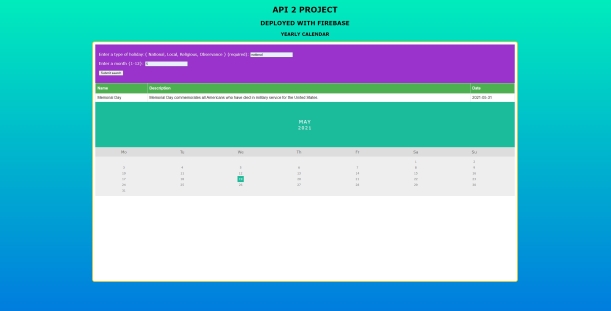 API 2 PROJECT
DEPLOYED WITH FIREBASE
YEARLY CALENDAR
Enter a type of holiday ( National, Local, Religious, Observance ) (required)
national
Enter a month (1-12)
5
Submit search
Name Description Date
Memorial Day Memorial Day commemorates all Americans who have died in military service for the United States. 2021-05-31
MAY
2021
Mo Tu We Th Fr Sa Su
1 2
3 4 5 6 7 8 9
10 11 12 13 14 15 16
17 18 19 20 21 22 23
24 25 26 27 28 29 30
31